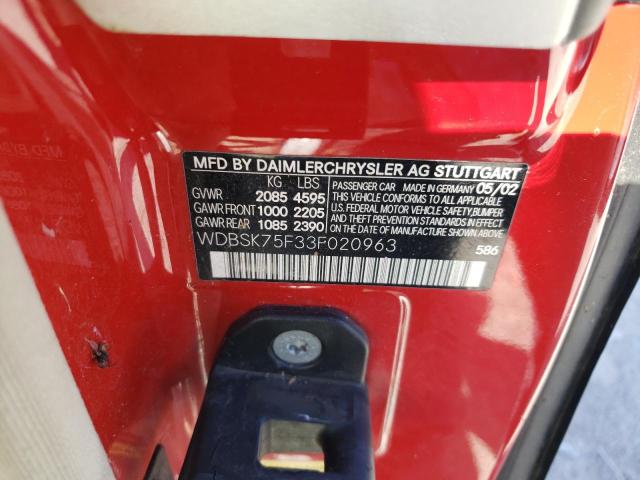 MFD BY DAIMLERCHRYSLER AG STUTTGART
KG LBS
GVWR 2085 4595
GAWR FRONT 1000 2205
GAWR REAR 1085 2390
PASSENGER CAR MADE IN GERMANY 05/02
THIS VEHICLE CONFORMS TO ALL APPLICABLE
U.S. FEDERAL MOTOR VEHICLE SAFETY, BUMPER
AND THEFT PREVENTION STANDARDS IN EFFECT
ON THE DATE OF MANUFACTURE SHOWN ABOVE
WDBSK75F33F020963
586